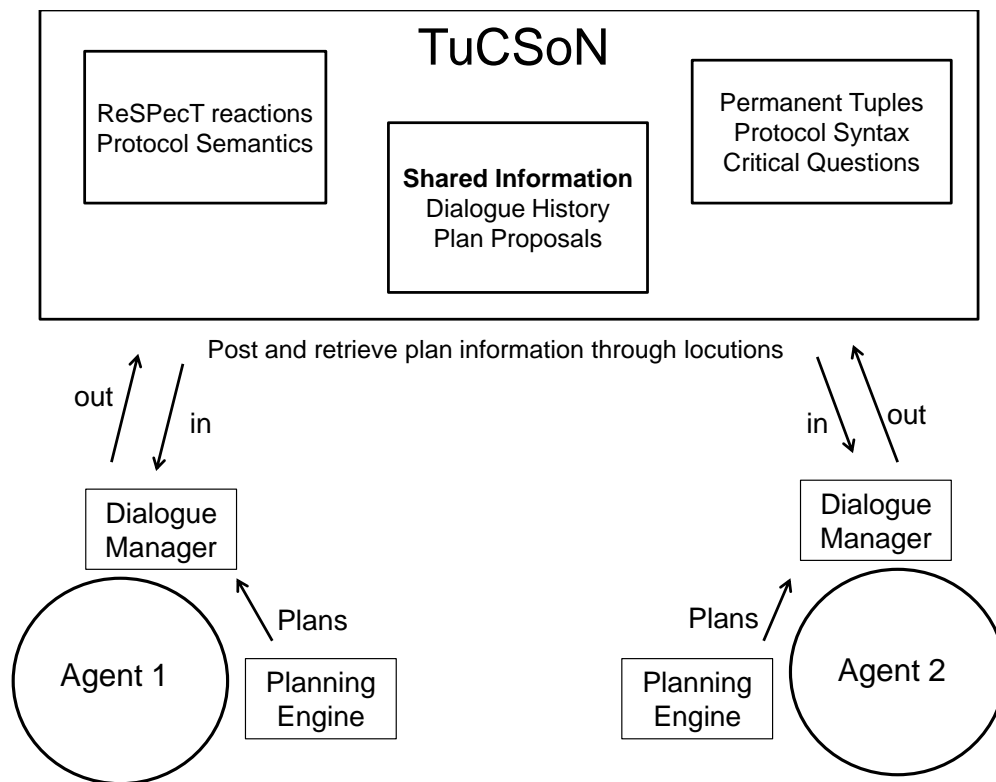 TuCSoN
ReSPecT reactions
Protocol Semantics
Shared Information
Dialogue History
Plan Proposals
Permanent Tuples
Protocol Syntax
Critical Questions
Post and retrieve plan information through locutions
out
in
in
out
Dialogue
Manager
Dialogue
Manager
Plans
Plans
Agent 1
Planning
Engine
Planning
Engine
Agent 2